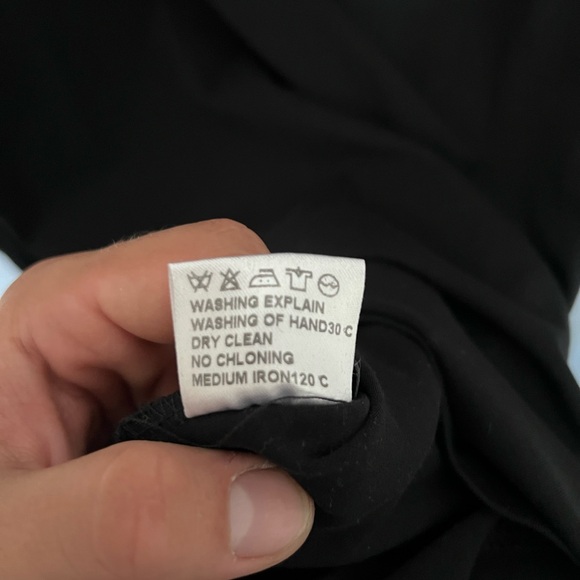 WASHING EXPLAIN
WASHING OF HAND30°C
DRY CLEAN
NO CHLONING
MEDIUM IRON120°C